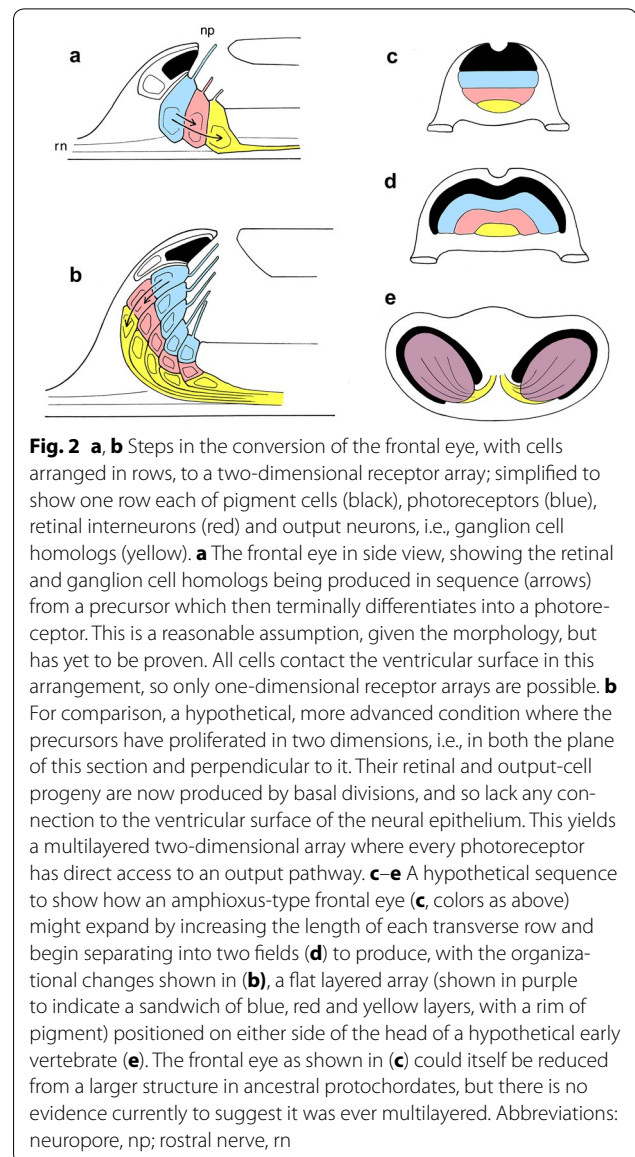 np
a
c
rn
d
b
e
Fig. 2 a, b Steps in the conversion of the frontal eye, with cells
arranged in rows, to a two-dimensional receptor array; simplified to
show one row each of pigment cells (black), photoreceptors (blue),
retinal interneurons (red) and output neurons, i.e., ganglion cell
homologs (yellow). a The frontal eye in side view, showing the retinal
and ganglion cell homologs being produced in sequence (arrows)
from a precursor which then terminally differentiates into a photore-
ceptor. This is a reasonable assumption, given the morphology, but
has yet to be proven. All cells contact the ventricular surface in this
arrangement, so only one-dimensional receptor arrays are possible. b
For comparison, a hypothetical, more advanced condition where the
precursors have proliferated in two dimensions, i.e., in both the plane
of this section and perpendicular to it. Their retinal and output-cell
progeny are now produced by basal divisions, and so lack any con-
nection to the ventricular surface of the neural epithelium. This yields
a multilayered two-dimensional array where every photoreceptor
has direct access to an output pathway. c–e A hypothetical sequence
to show how an amphioxus-type frontal eye (c, colors as above)
might expand by increasing the length of each transverse row and
begin separating into two fields (d) to produce, with the organiza-
tional changes shown in (b), a flat layered array (shown in purple
to indicate a sandwich of blue, red and yellow layers, with a rim of
pigment) positioned on either side of the head of a hypothetical early
vertebrate (e). The frontal eye as shown in (c) could itself be reduced
from a larger structure in ancestral protochordates, but there is no
evidence currently to suggest it was ever multilayered. Abbreviations:
neuropore, np; rostral nerve, rn